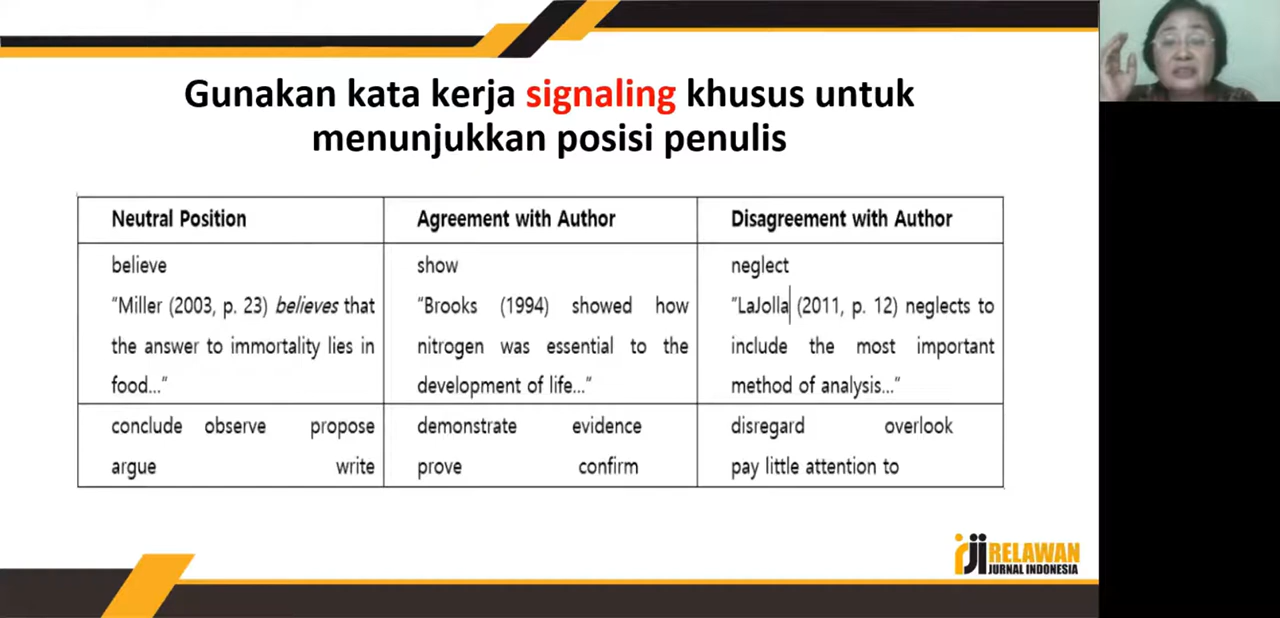 Gunakan kata kerja signaling khusus untuk
menunjukkan posisi penulis
Neutral Position
Agreement with Author
Disagreement with Author
believe
"Miller (2003, p. 23) believes that
the answer to immortality lies in
food..."
show
"Brooks (1994) showed how
nitrogen was essential to the
development of life..."
neglect
"LaJolla (2011, p. 12) neglects to
include the most important
method of analysis..."
conclude observe propose
argue write
demonstrate evidence
prove confirm
disregard overlook
pay little attention to
rji RELAWAN
JURNAL INDONESIA